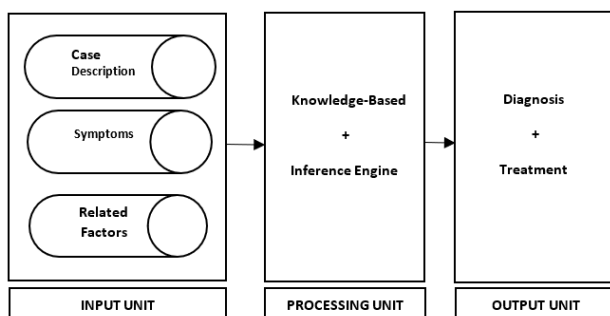 Case
Description
Symptoms
Related
Factors
Knowledge-Based
+
Inference Engine
Diagnosis
+
Treatment
INPUT UNIT
PROCESSING UNIT
OUTPUT UNIT